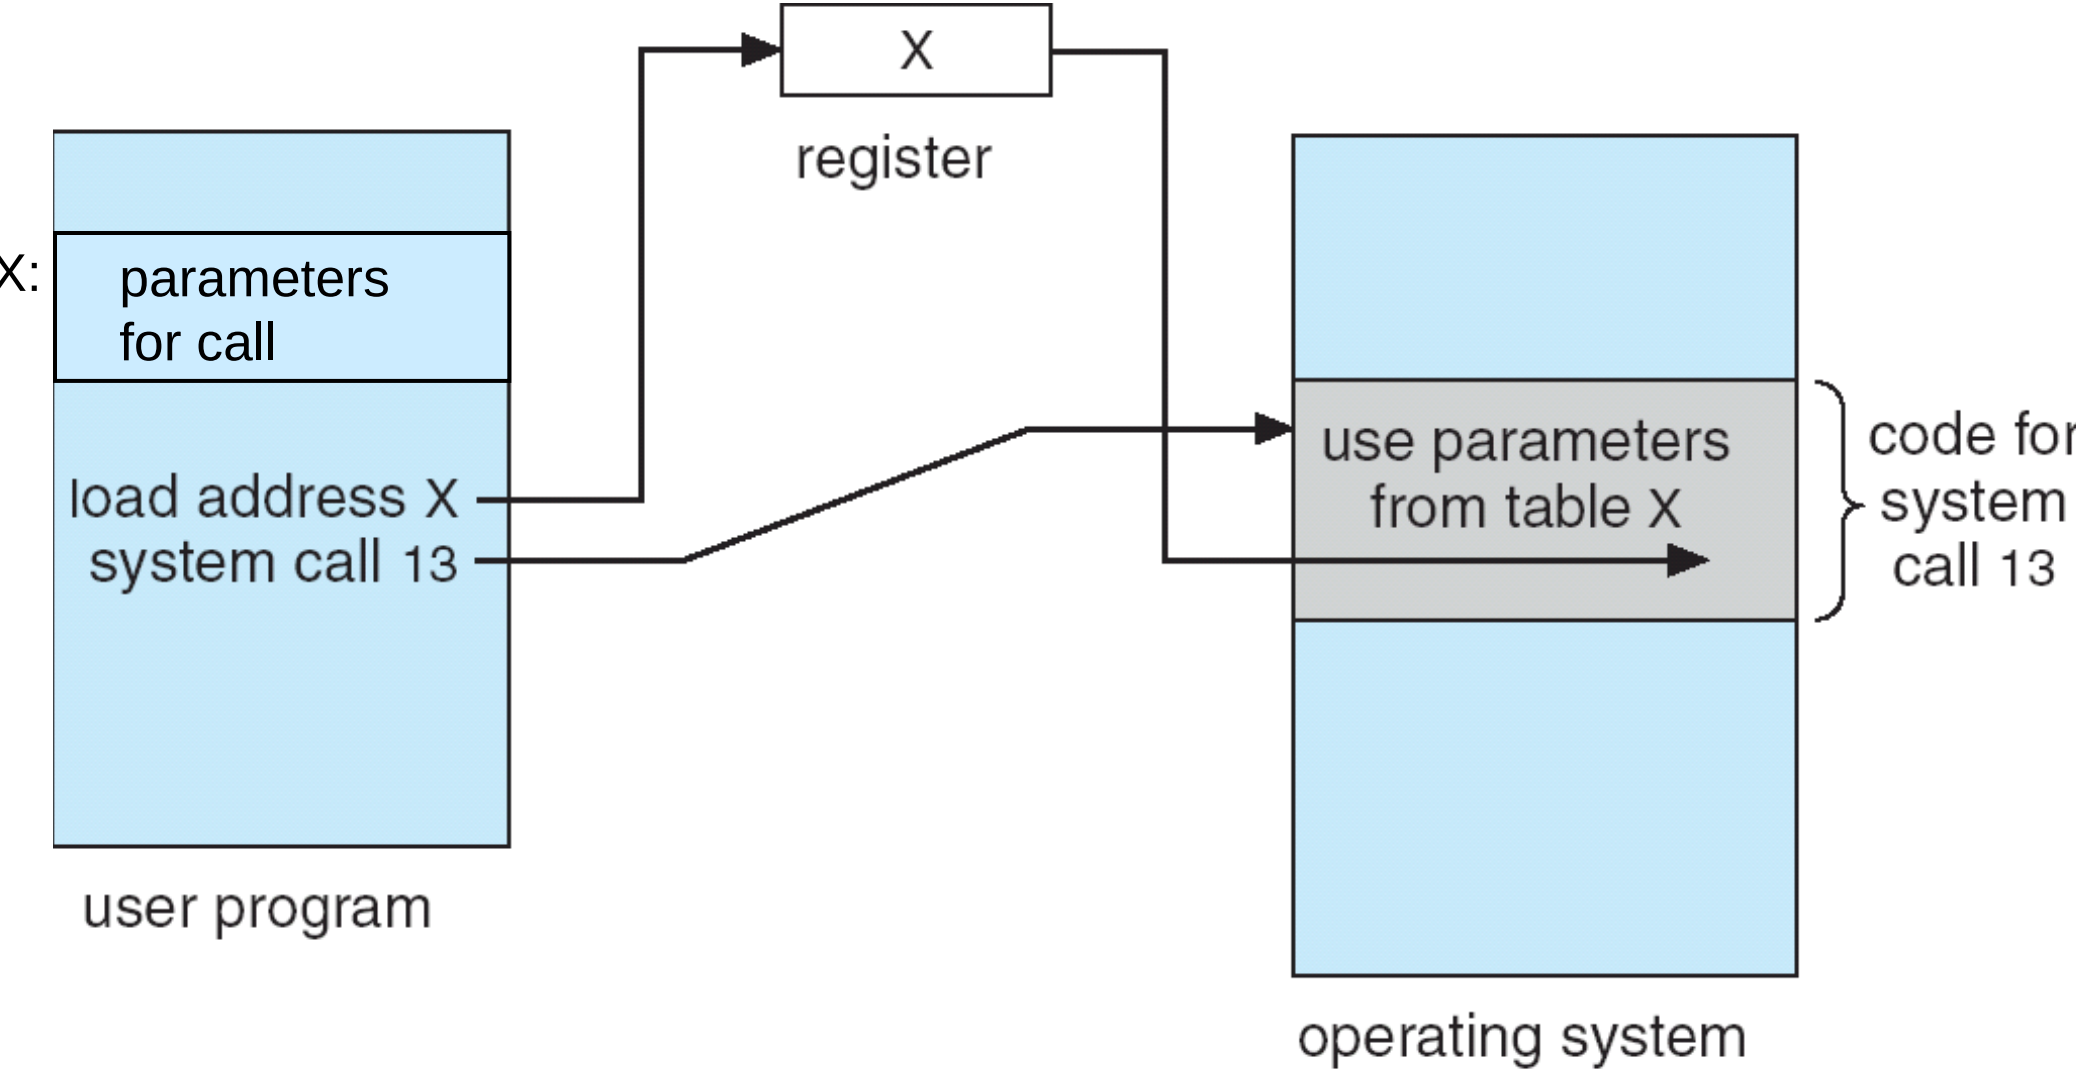 X
register
X:
parameters
for call
load address X
system call 13
user program
use parameters
from table X
code for
system
call 13
operating system